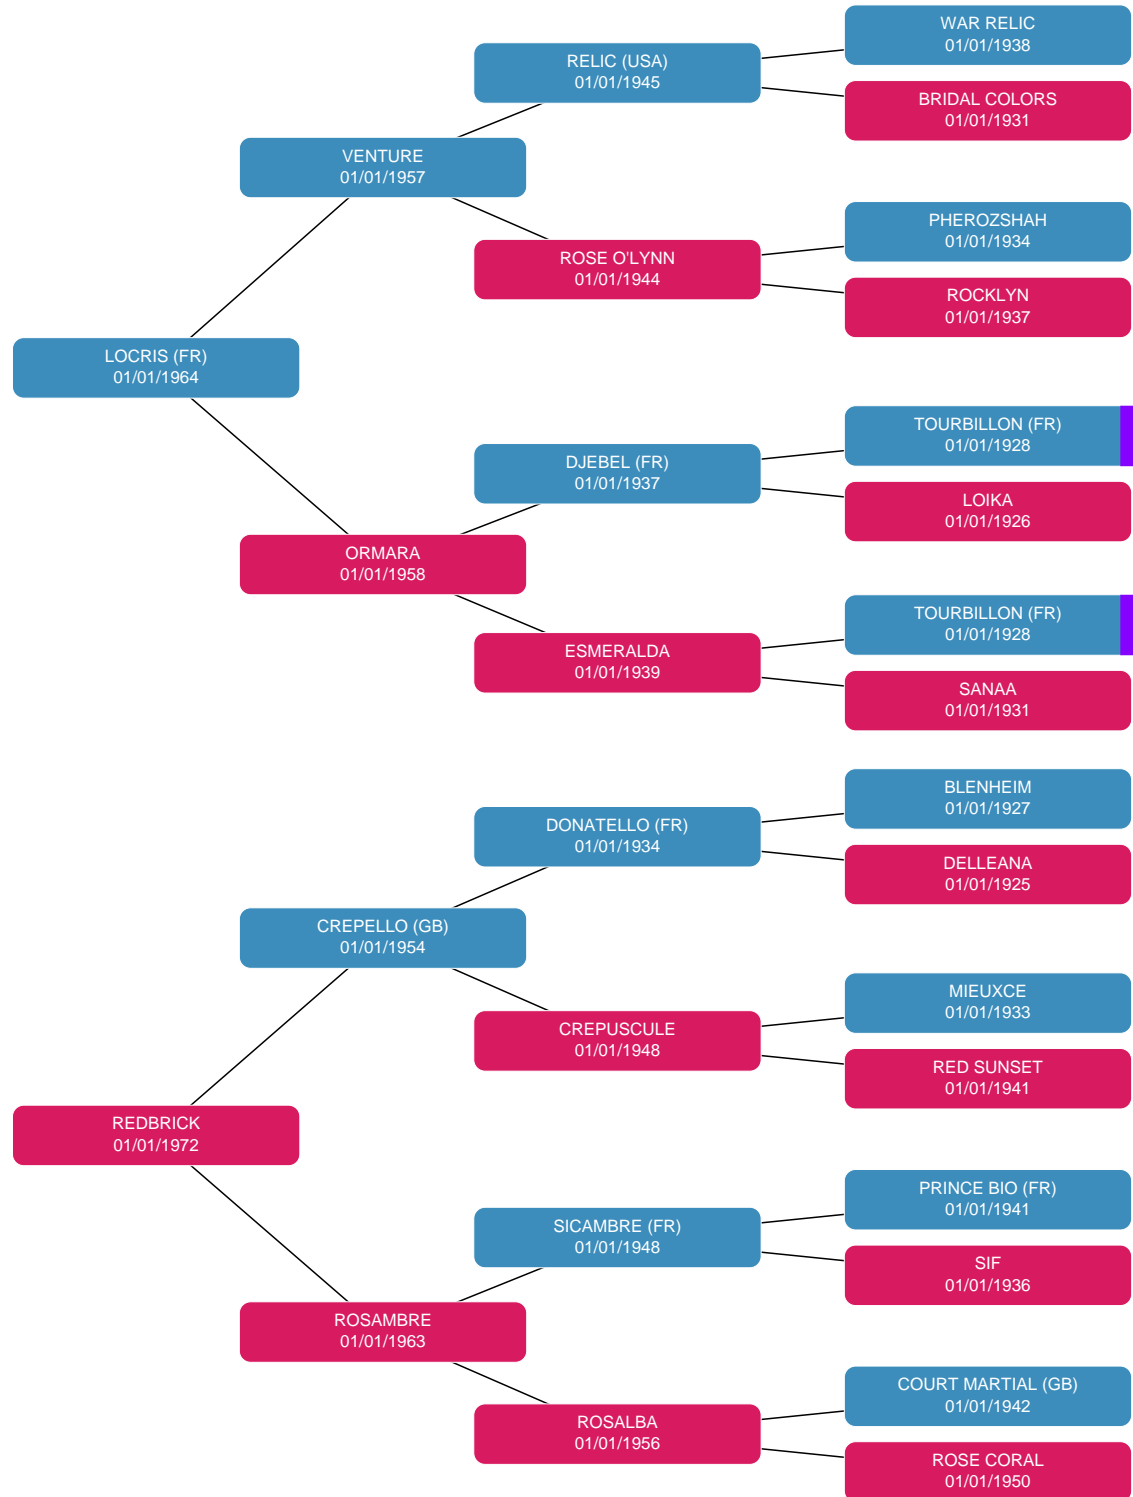 WAR RELIC
01/01/1938
RELIC (USA)
01/01/1945
BRIDAL COLORS
01/01/1931
VENTURE
01/01/1957
PHEROZSHAH
01/01/1934
ROSE O'LYNN
01/01/1944
ROCKLYN
01/01/1937
LOCRIS (FR)
01/01/1964
TOURBILLON (FR)
01/01/1928
DJEBEL (FR)
01/01/1937
LOIKA
01/01/1926
ORMARA
01/01/1958
TOURBILLON (FR)
01/01/1928
ESMERALDA
01/01/1939
SANAA
01/01/1931
BLENHEIM
01/01/1927
DONATELLO (FR)
01/01/1934
DELLEANA
01/01/1925
CREPELLO (GB)
01/01/1954
MIEUXCE
01/01/1933
CREPUSCULE
01/01/1948
RED SUNSET
01/01/1941
REDBRICK
01/01/1972
PRINCE BIO (FR)
01/01/1941
SICAMBRE (FR)
01/01/1948
SIF
01/01/1936
ROSAMBRE
01/01/1963
COURT MARTIAL (GB)
01/01/1942
ROSALBA
01/01/1956
ROSE CORAL
01/01/1950